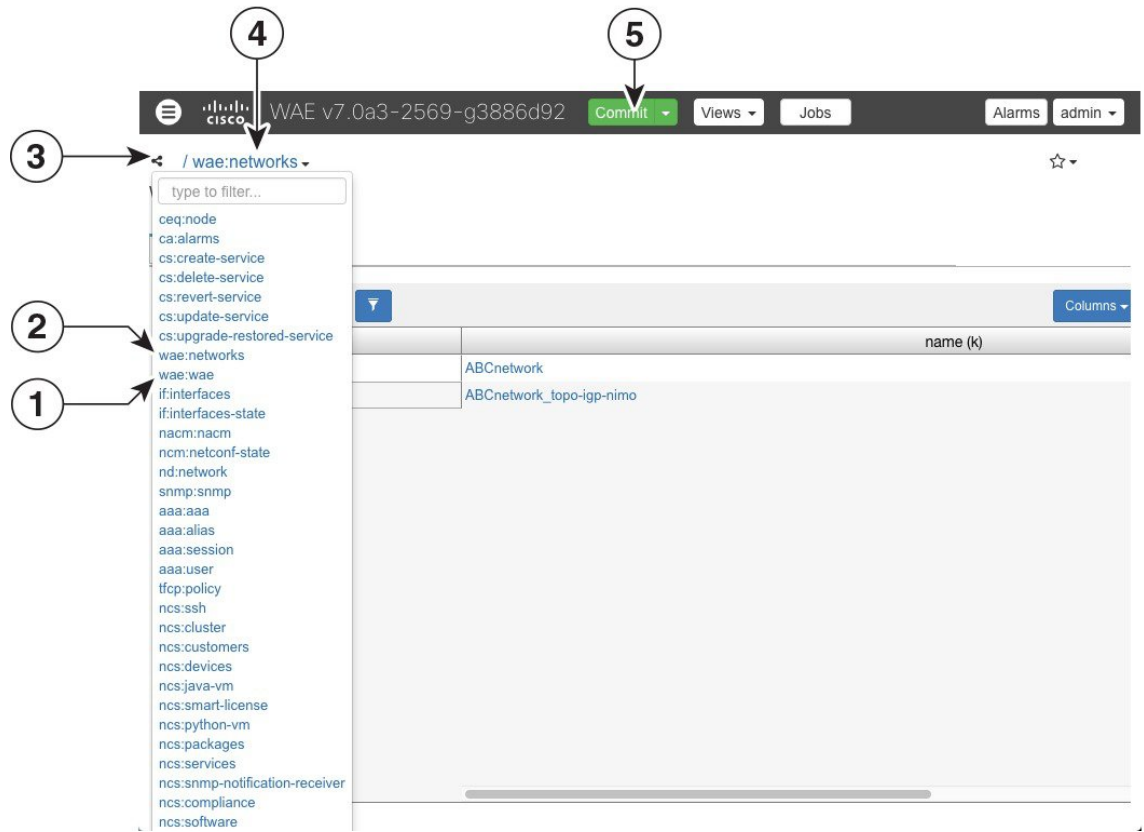 4
5
CISCO
WAE v7.0a3-2569-g3886d92
Commit
Views
Jobs
Alarms
admin
3
/ wae:networks
type to filter...
ceq:node
ca:alarms
cs:create-service
cs:delete-service
cs:revert-service
cs:update-service
cs:upgrade-restored-service
2
wae:networks
Columns
name (k)
1
wae:wae
ABCnetwork
if:interfaces
ABCnetwork_topo-igp-nimo
if:interfaces-state
nacm:nacm
ncm:netconf-state
nd:network
snmp:snmp
aaa:aaa
aaa:alias
aaa:session
aaa:user
tfcp:policy
ncs:ssh
ncs:cluster
ncs:customers
ncs:devices
ncs:java-vm
ncs:smart-license
ncs:python-vm
ncs:packages
ncs:services
ncs:snmp-notification-receiver
ncs:compliance
ncs:software